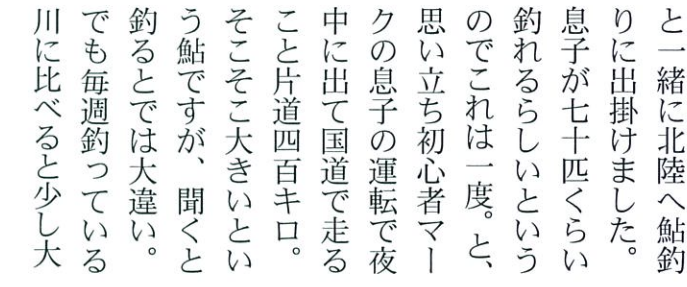 と一緒に北陸へ鮎釣
りに出掛けました。
息子が七十匹くらい
釣れるらしいという
のでこれは一度。と、
思い立ち初心者マー
クの息子の運転で夜
中に出て国道で走る
こと片道四百キロ。
そこそこ大きいとい
う鮎ですが、聞くと
釣るとでは大違い。
でも毎週釣っている
川に比べると少し大